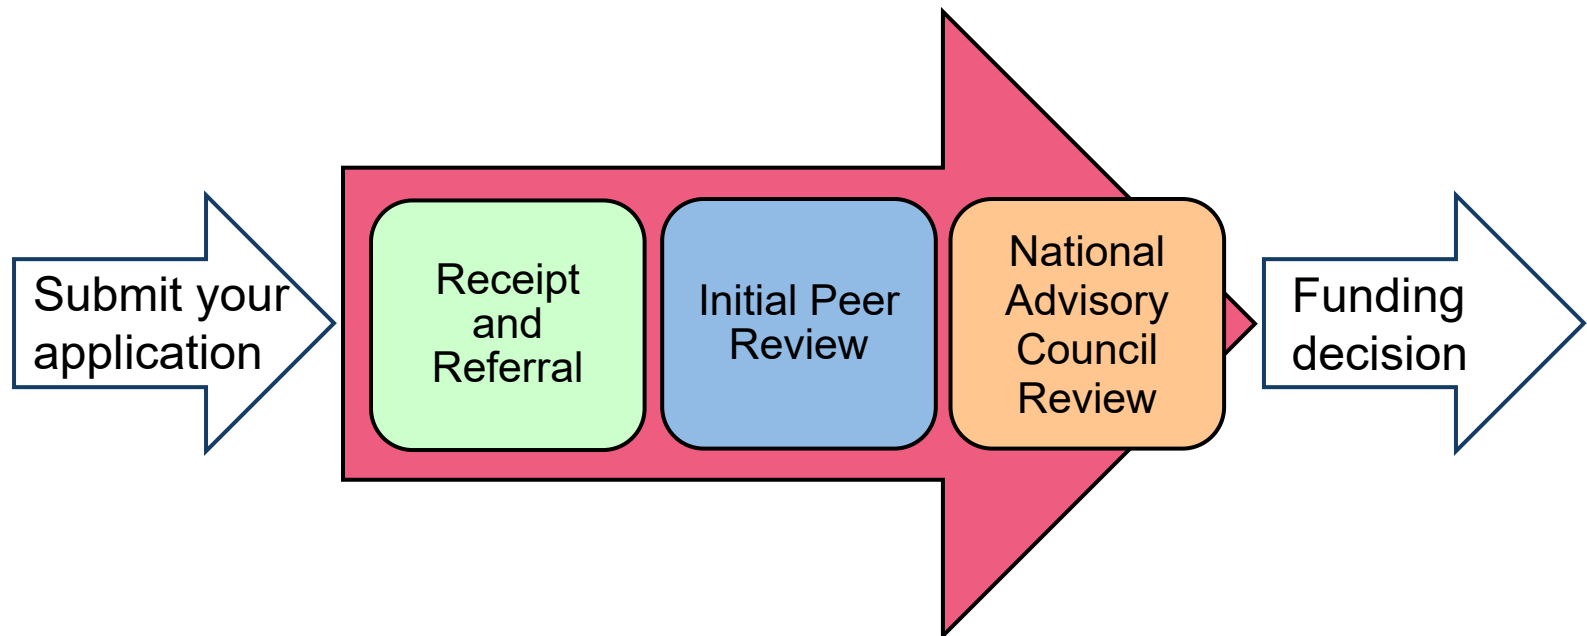 Submit your
application
Receipt
and
Referral
Initial Peer
Review
National
Advisory
Council
Review
Funding
decision